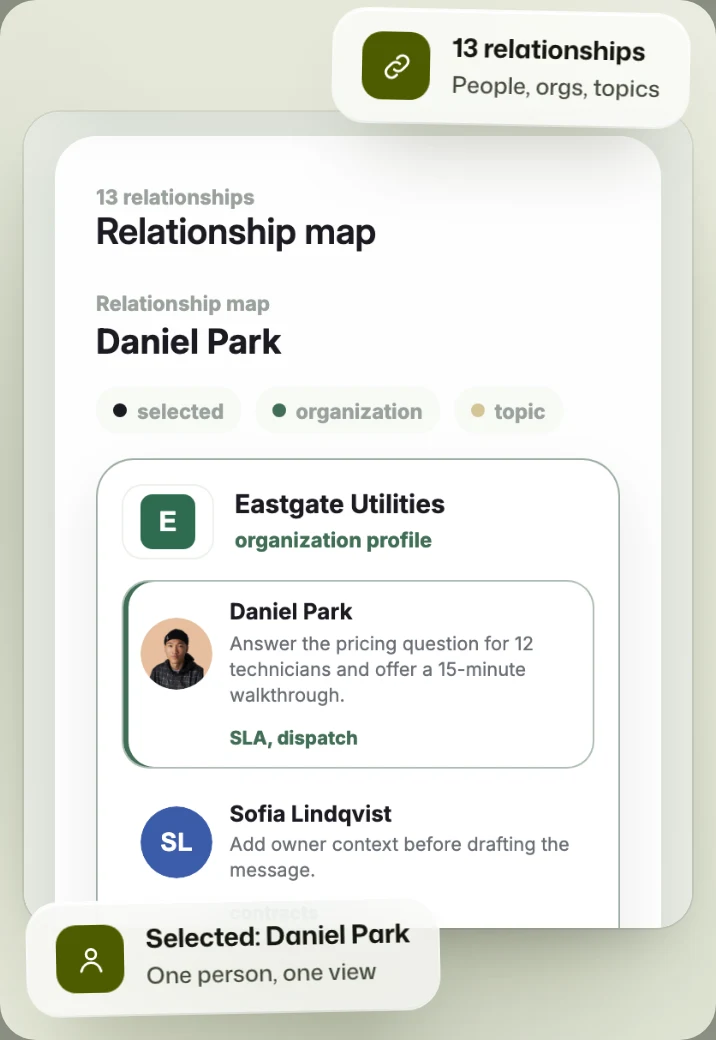 13 relationships
People, orgs, topics
13 relationships
Relationship map
Relationship map
Daniel Park
selected
organization
topic
E
Eastgate Utilities
organization profile
Daniel Park
Answer the pricing question for 12
technicians and offer a 15-minute
walkthrough.
SLA, dispatch
SL
Sofia Lindqvist
Add owner context before drafting the
message.
contracts
Selected: Daniel Park
One person, one view